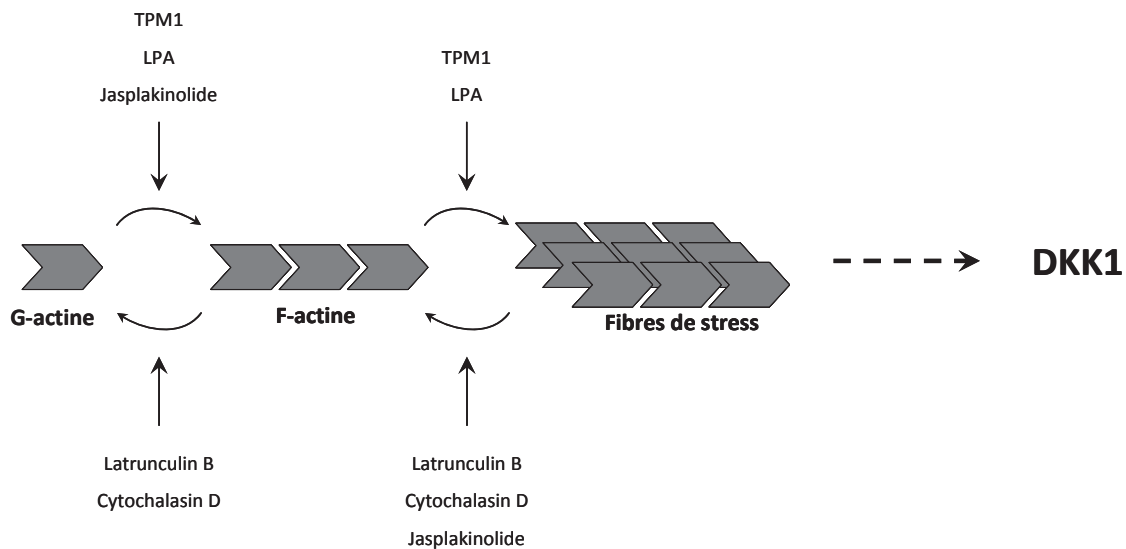 TPM1
LPA
Jasplakinolide
TPM1
LPA
G-actine
F-actine
Fibres de stress
DKK1
Latrunculin B
Cytochalasin D
Latrunculin B
Cytochalasin D
Jasplakinolide